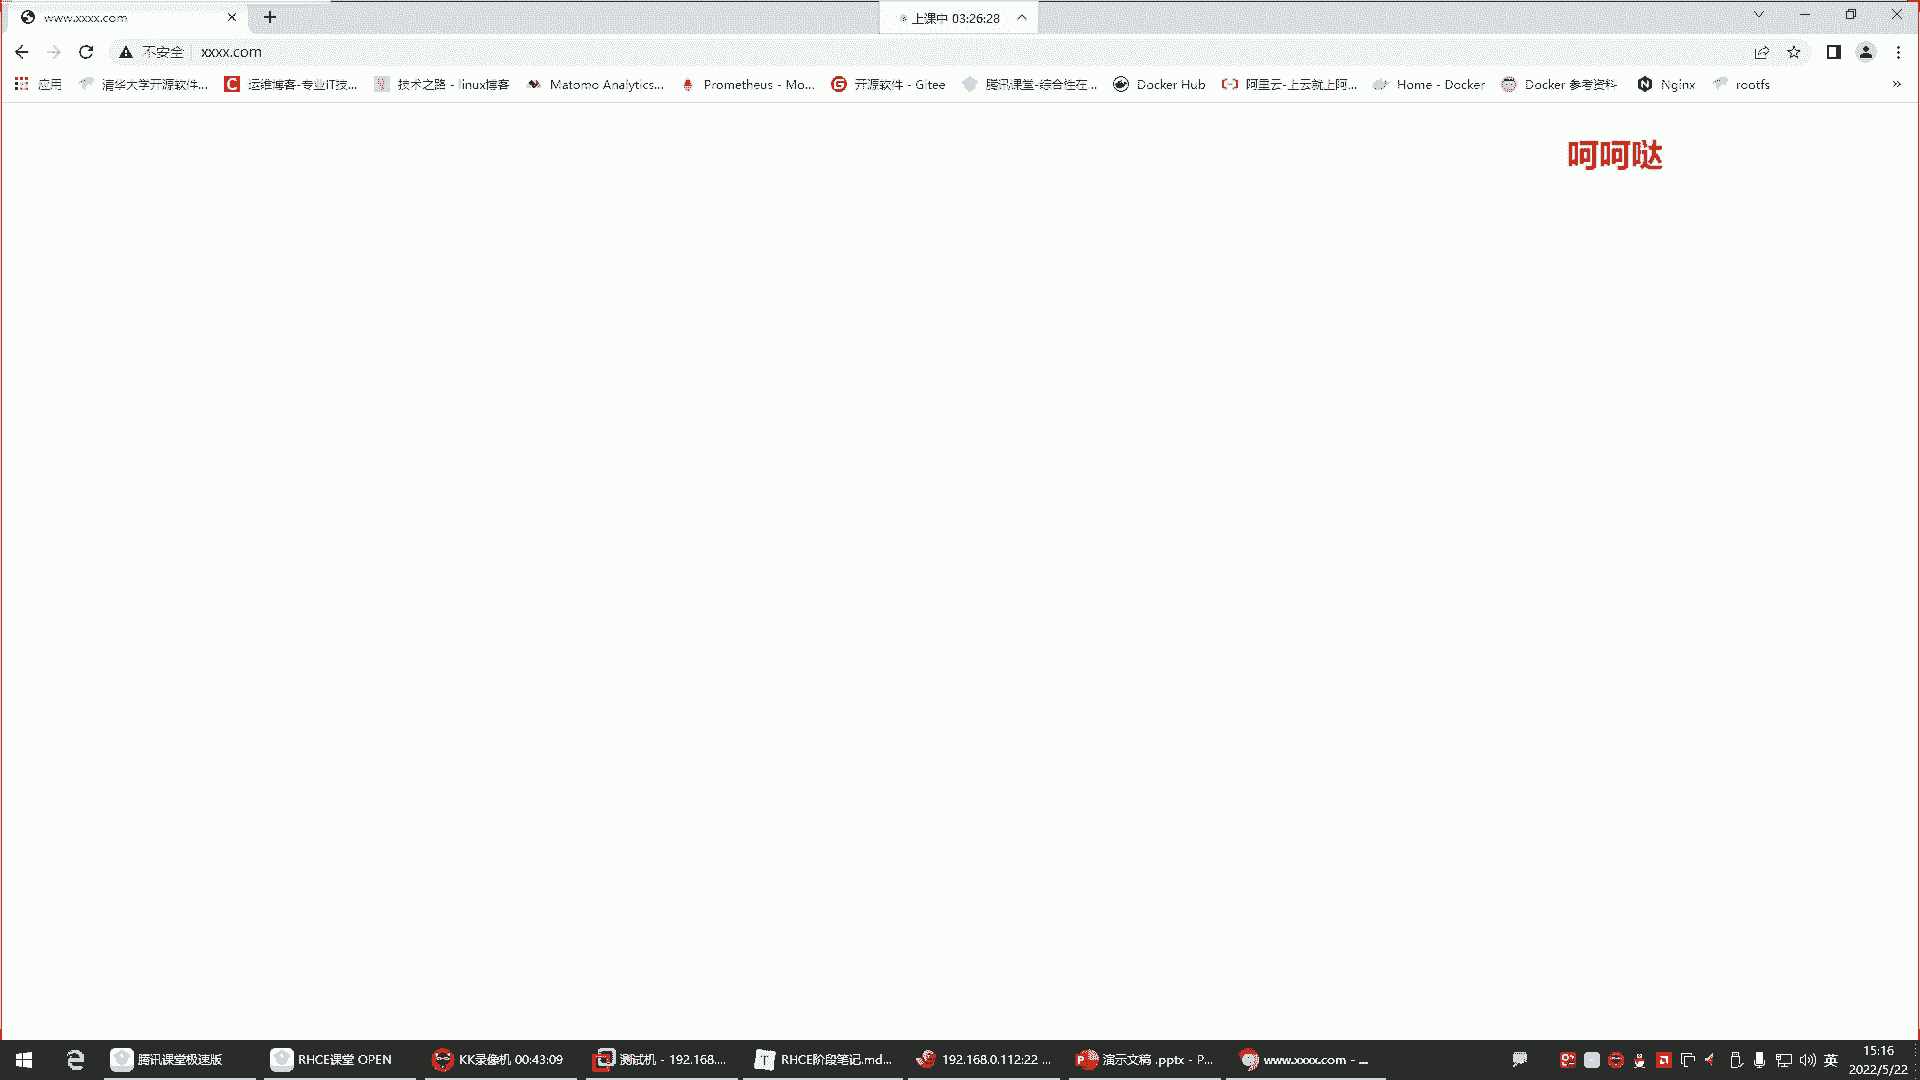 www.xxxx.com
上课中 03:26:28
不安全 xxxx.com
应用 清华大学开源软件... 运维博客-专业IT技... 技术之路 - linux博客 Matomo Analytics... Prometheus - Mo... 开源软件 - Gitee 腾讯课堂-综合性在... Docker Hub 阿里云-上云就上阿... Home - Docker Docker 参考资料 Nginx rootfs »
呵呵哒
腾讯课堂极速版 RHCE课堂 OPEN KK录像机 00:43:09 测试机 - 192.168.... RHCE阶段笔记.md... 192.168.0.112:22 ... 演示文稿 .pptx - P... www.xxxx.com - ... 英 15:16
2022/5/22